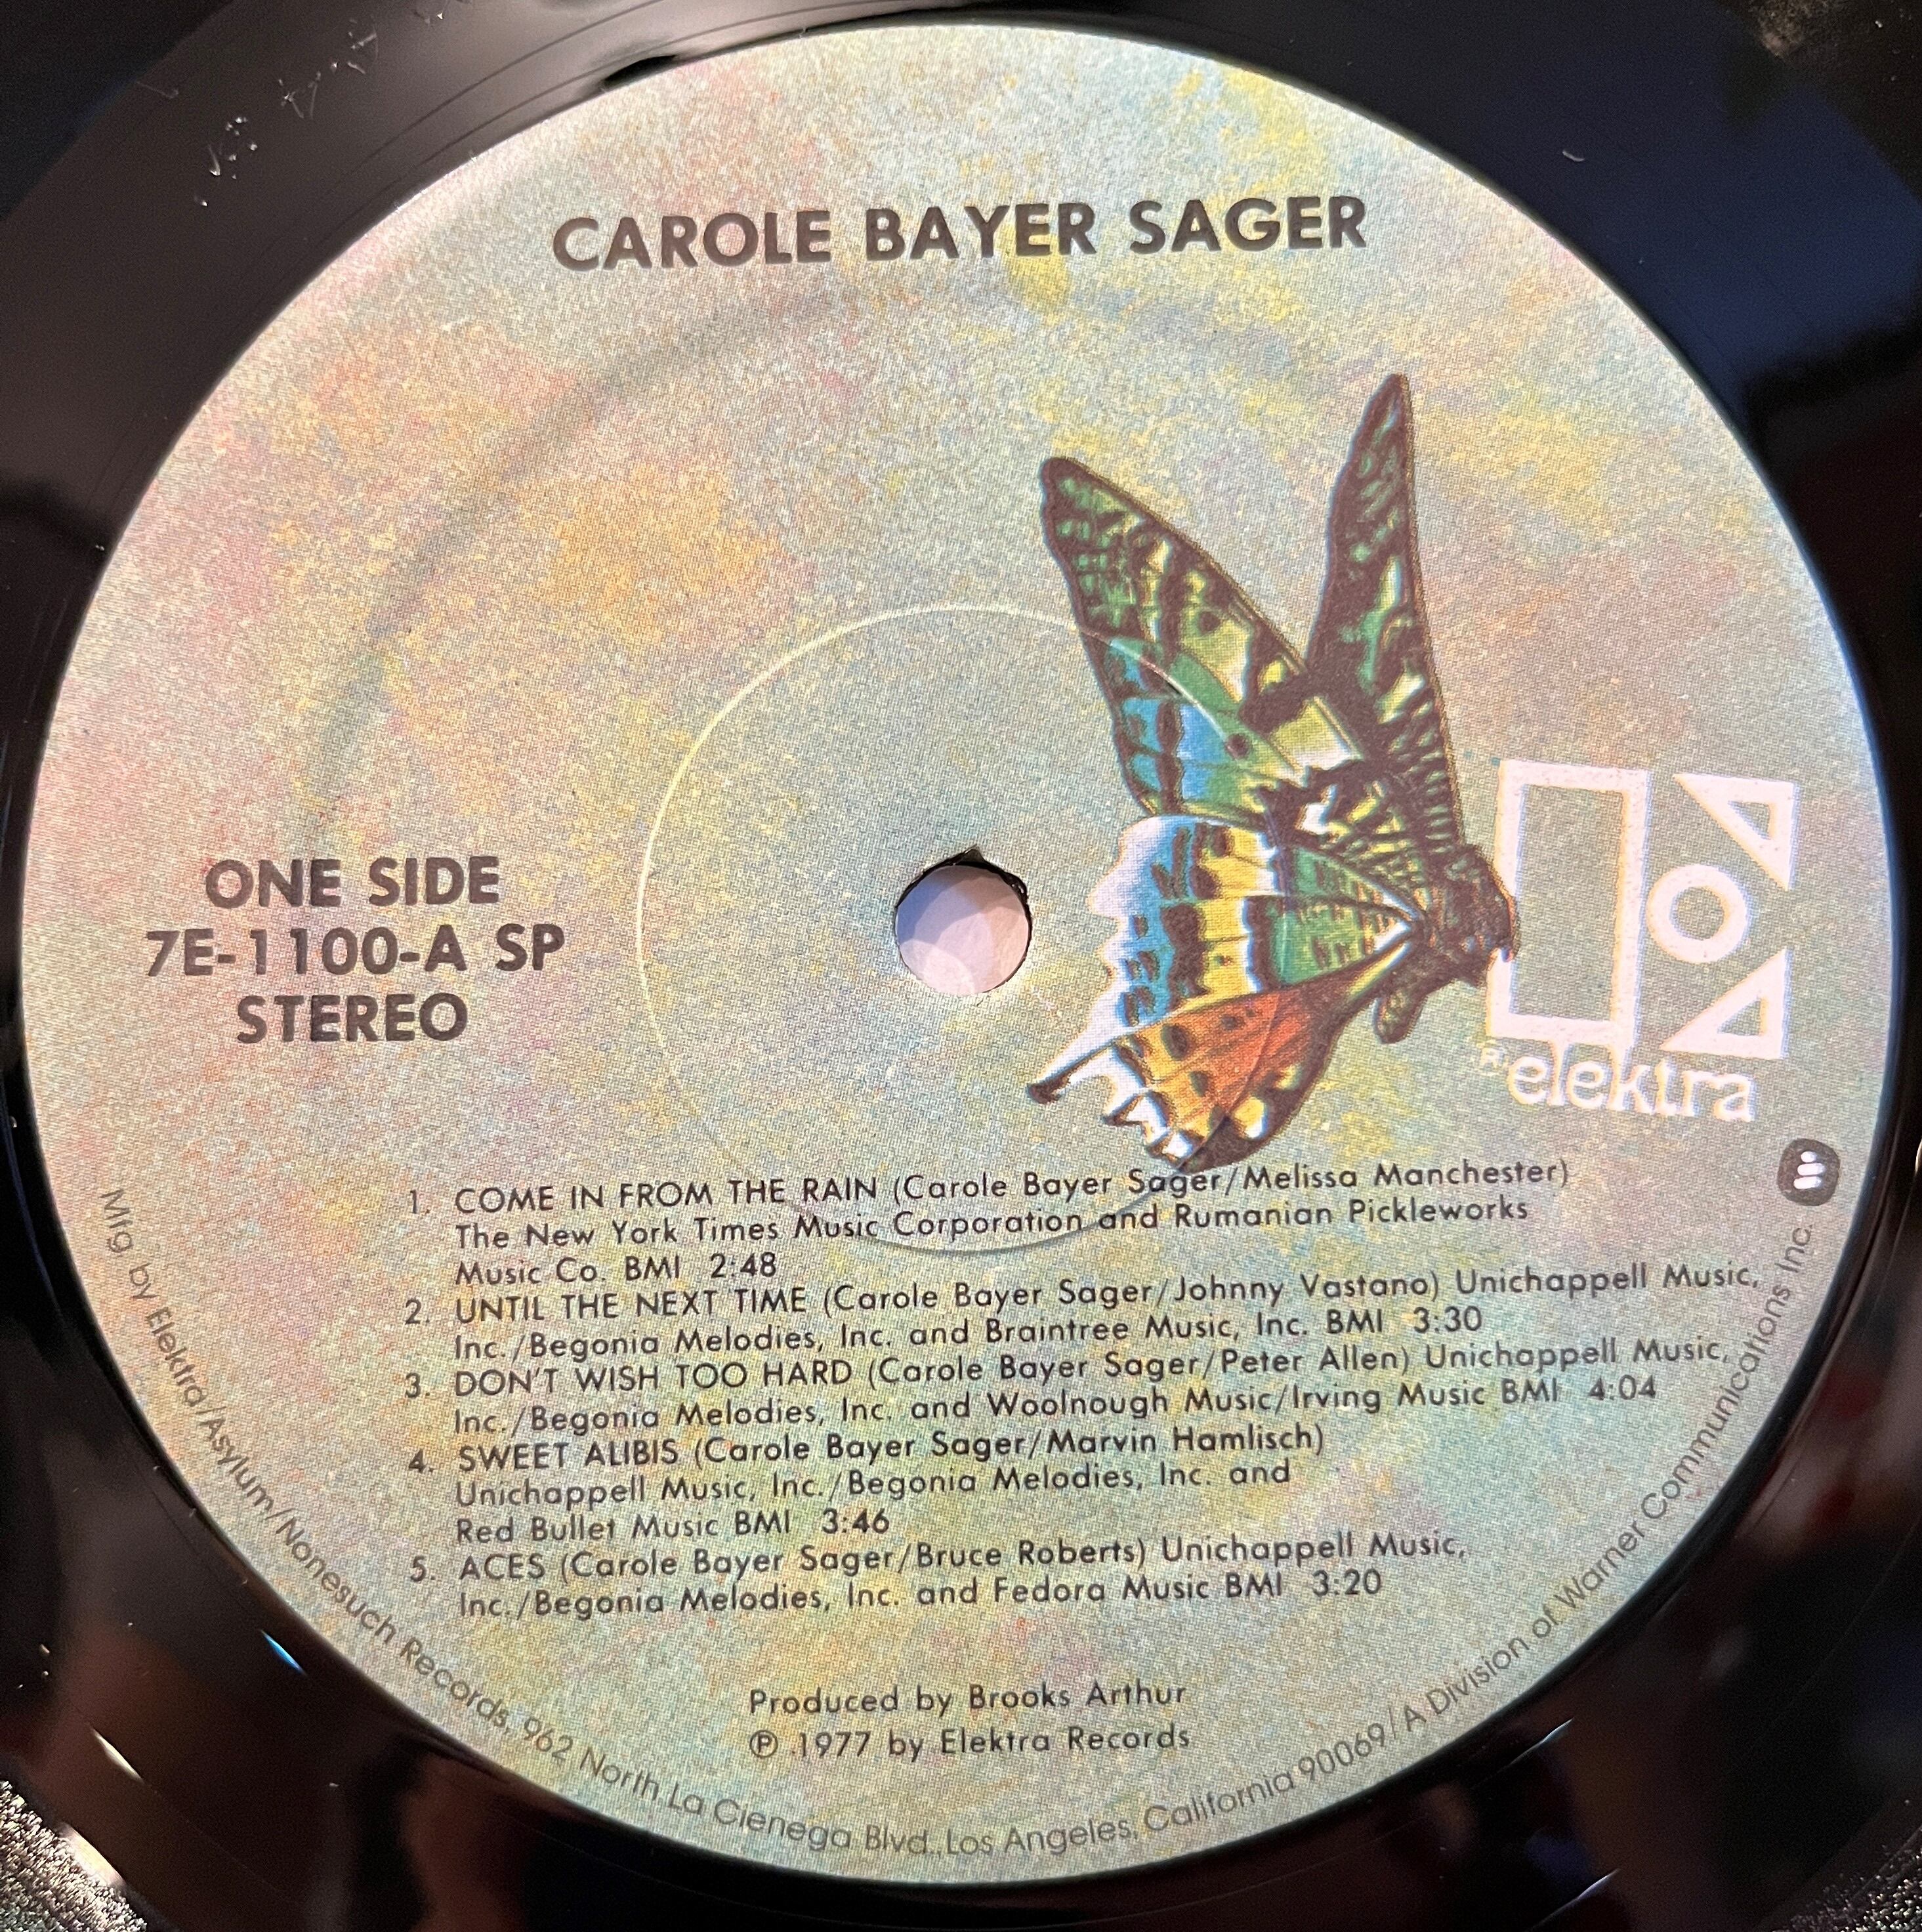 CAROLE BAYER SAGER
ONE SIDE
7E-1100-A SP
STEREO
® elektra
1. COME IN FROM THE RAIN (Carole Bayer Sager/Melissa Manchester)
The New York Times Music Corporation and Rumanian Pickleworks
Music Co. BMI 2:48
2. UNTIL THE NEXT TIME (Carole Bayer Sager/Johnny Vastano) Unichappell Music,
Inc./Begonia Melodies, Inc. and Braintree Music, Inc. BMI 3:30
3. DON'T WISH TOO HARD (Carole Bayer Sager/Peter Allen) Unichappell Music,
Inc./Begonia Melodies, Inc. and Woolnough Music/Irving Music BMI 4:04
4. SWEET ALIBIS (Carole Bayer Sager/Marvin Hamlisch)
Unichappell Music, Inc./Begonia Melodies, Inc. and
Red Bullet Music BMI 3:46
5. ACES (Carole Bayer Sager/Bruce Roberts) Unichappell Music,
Inc./Begonia Melodies, Inc. and Fedora Music BMI 3:20
Produced by Brooks Arthur
℗ 1977 by Elektra Records
Mfg by Elektra/Asylum/Nonesuch Records, 962 North La Cienega Blvd., Los Angeles, California 90069/A Division of Warner Communications Inc.